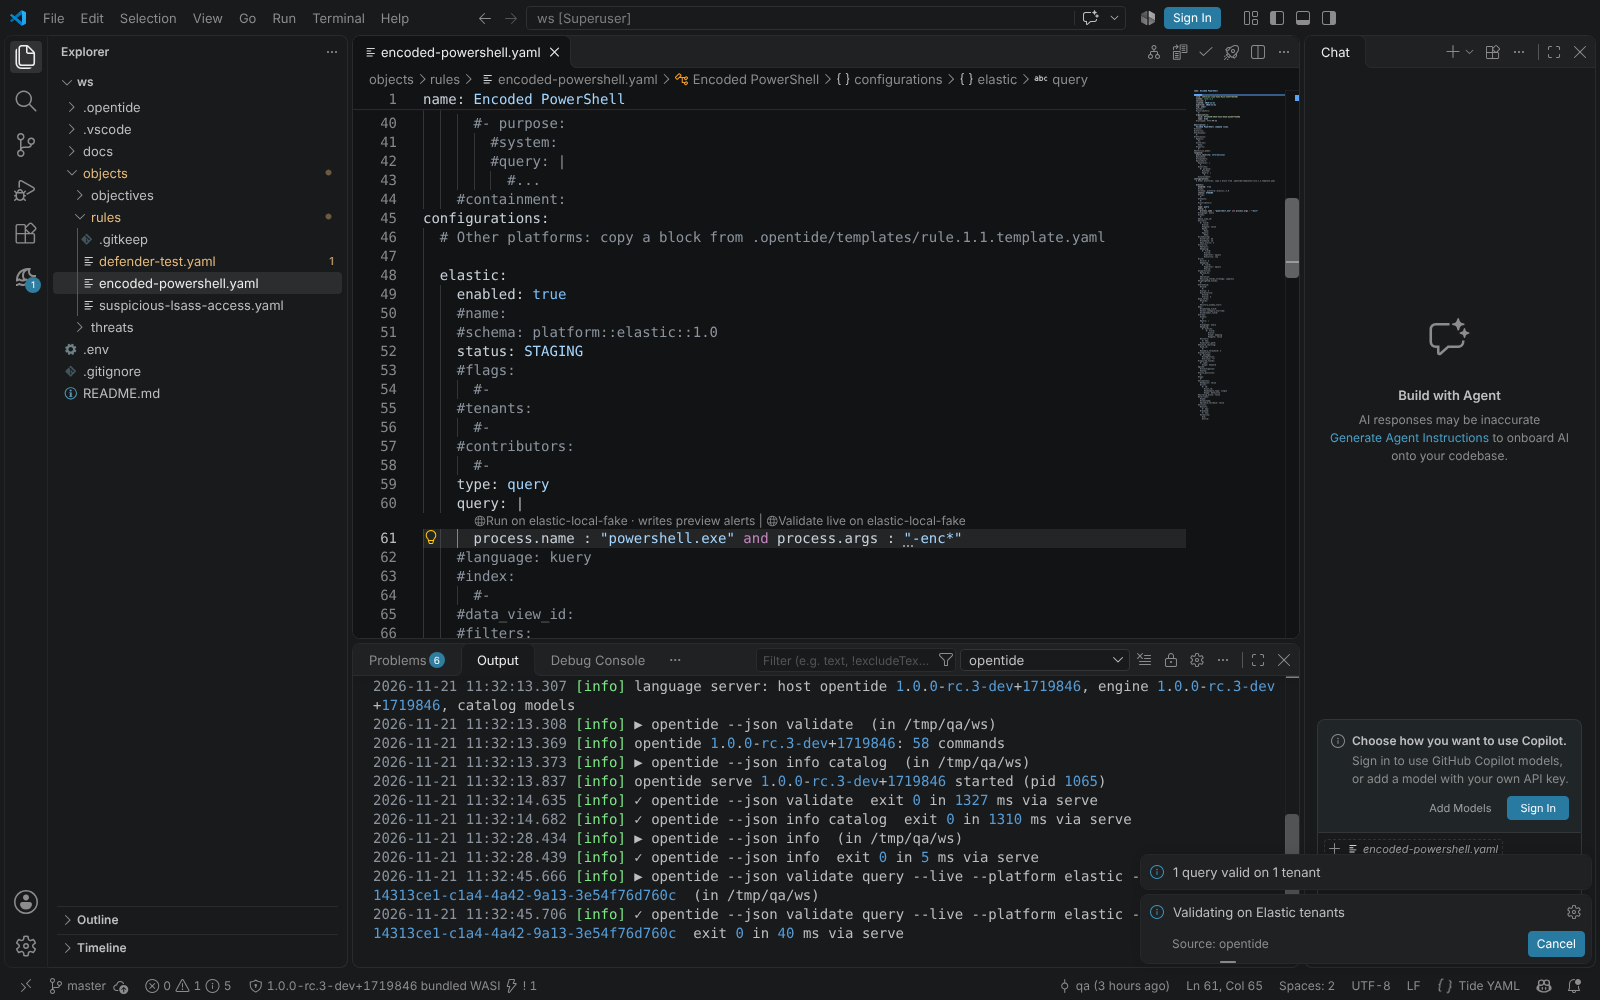 File Edit Selection View Go Run Terminal Help
ws [Superuser]
Sign In
Explorer
ws
.opentide
.vscode
docs
objects
objectives
rules
.gitkeep
defender-test.yaml 1
encoded-powershell.yaml
suspicious-lsass-access.yaml
threats
.env
.gitignore
README.md
1
Outline
Timeline
encoded-powershell.yaml
objects > rules > encoded-powershell.yaml > Encoded PowerShell > {} configurations > {} elastic > abc query
1 name: Encoded PowerShell
40 #- purpose:
41 #system:
42 #query: |
43 #...
44 #containment:
45 configurations:
46 # Other platforms: copy a block from .opentide/templates/rule.1.1.template.yaml
47
48 elastic:
49 enabled: true
50 #name:
51 #schema: platform::elastic::1.0
52 status: STAGING
53 #flags:
54 #-
55 #tenants:
56 #-
57 #contributors:
58 #-
59 type: query
60 query: |
Run on elastic-local-fake · writes preview alerts | Validate live on elastic-local-fake
61 process.name : "powershell.exe" and process.args : "-enc*"
62 #language: kuery
63 #index:
64 #-
65 #data_view_id:
66 #filters:
Problems 6 Output Debug Console
Filter (e.g. text, !excludeTex...
opentide
2026-11-21 11:32:13.307 [info] language server: host opentide 1.0.0-rc.3-dev+1719846, engine 1.0.0-rc.3-dev
+1719846, catalog models
2026-11-21 11:32:13.308 [info] ▶ opentide --json validate (in /tmp/qa/ws)
2026-11-21 11:32:13.369 [info] opentide 1.0.0-rc.3-dev+1719846: 58 commands
2026-11-21 11:32:13.373 [info] ▶ opentide --json info catalog (in /tmp/qa/ws)
2026-11-21 11:32:13.837 [info] opentide serve 1.0.0-rc.3-dev+1719846 started (pid 1065)
2026-11-21 11:32:14.635 [info] ✓ opentide --json validate exit 0 in 1327 ms via serve
2026-11-21 11:32:14.682 [info] ✓ opentide --json info catalog exit 0 in 1310 ms via serve
2026-11-21 11:32:28.434 [info] ▶ opentide --json info (in /tmp/qa/ws)
2026-11-21 11:32:28.439 [info] ✓ opentide --json info exit 0 in 5 ms via serve
2026-11-21 11:32:45.666 [info] ▶ opentide --json validate query --live --platform elastic -
14313ce1-c1a4-4a42-9a13-3e54f76d760c (in /tmp/qa/ws)
2026-11-21 11:32:45.706 [info] ✓ opentide --json validate query --live --platform elastic -
14313ce1-c1a4-4a42-9a13-3e54f76d760c exit 0 in 40 ms via serve
Chat
Build with Agent
AI responses may be inaccurate
Generate Agent Instructions to onboard AI
onto your codebase.
Choose how you want to use Copilot.
Sign in to use GitHub Copilot models,
or add a model with your own API key.
Add Models Sign In
encoded-powershell.yaml
1 query valid on 1 tenant
Validating on Elastic tenants
Source: opentide
Cancel
master 0 1 5 1.0.0-rc.3-dev+1719846 bundled WASI ! 1
qa (3 hours ago) Ln 61, Col 65 Spaces: 2 UTF-8 LF {} Tide YAML